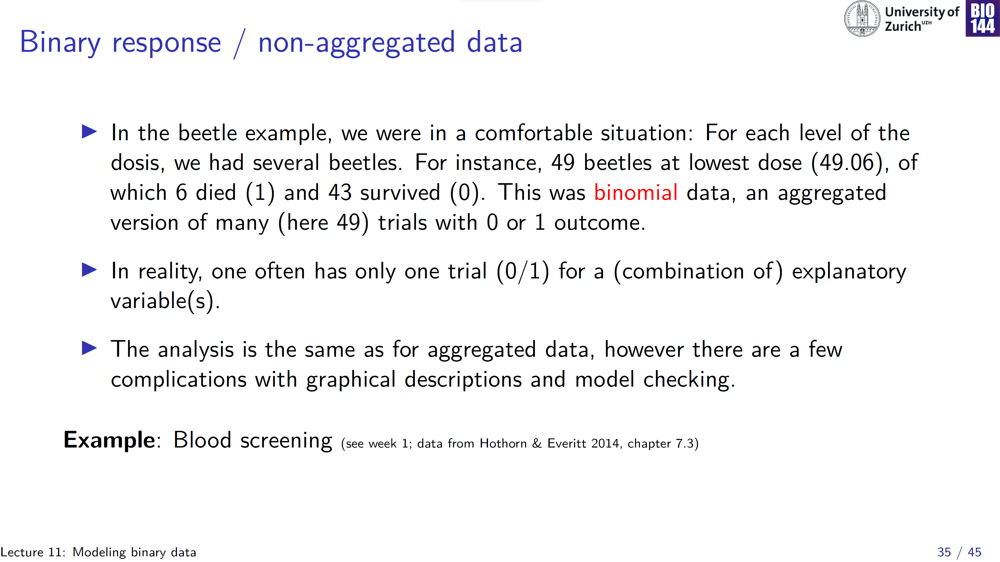 University of
Zurich UZH
BIO
144
Binary response / non-aggregated data
In the beetle example, we were in a comfortable situation: For each level of the
dosis, we had several beetles. For instance, 49 beetles at lowest dose (49.06), of
which 6 died (1) and 43 survived (0). This was binomial data, an aggregated
version of many (here 49) trials with 0 or 1 outcome.
In reality, one often has only one trial (0/1) for a (combination of) explanatory
variable(s).
The analysis is the same as for aggregated data, however there are a few
complications with graphical descriptions and model checking.
Example: Blood screening (see week 1; data from Hothorn & Everitt 2014, chapter 7.3)
Lecture 11: Modeling binary data
35 / 45